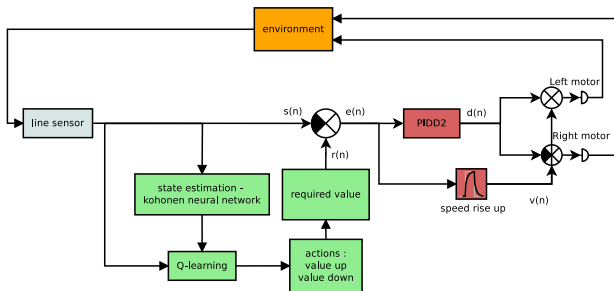 environment
Left motor
s(n)
e(n)
d(n)
line sensor
PIDD2
Right motor
r(n)
state estimation -
kohonen neural network
required value
speed rise up
v(n)
Q-learning
actions :
value up
value down